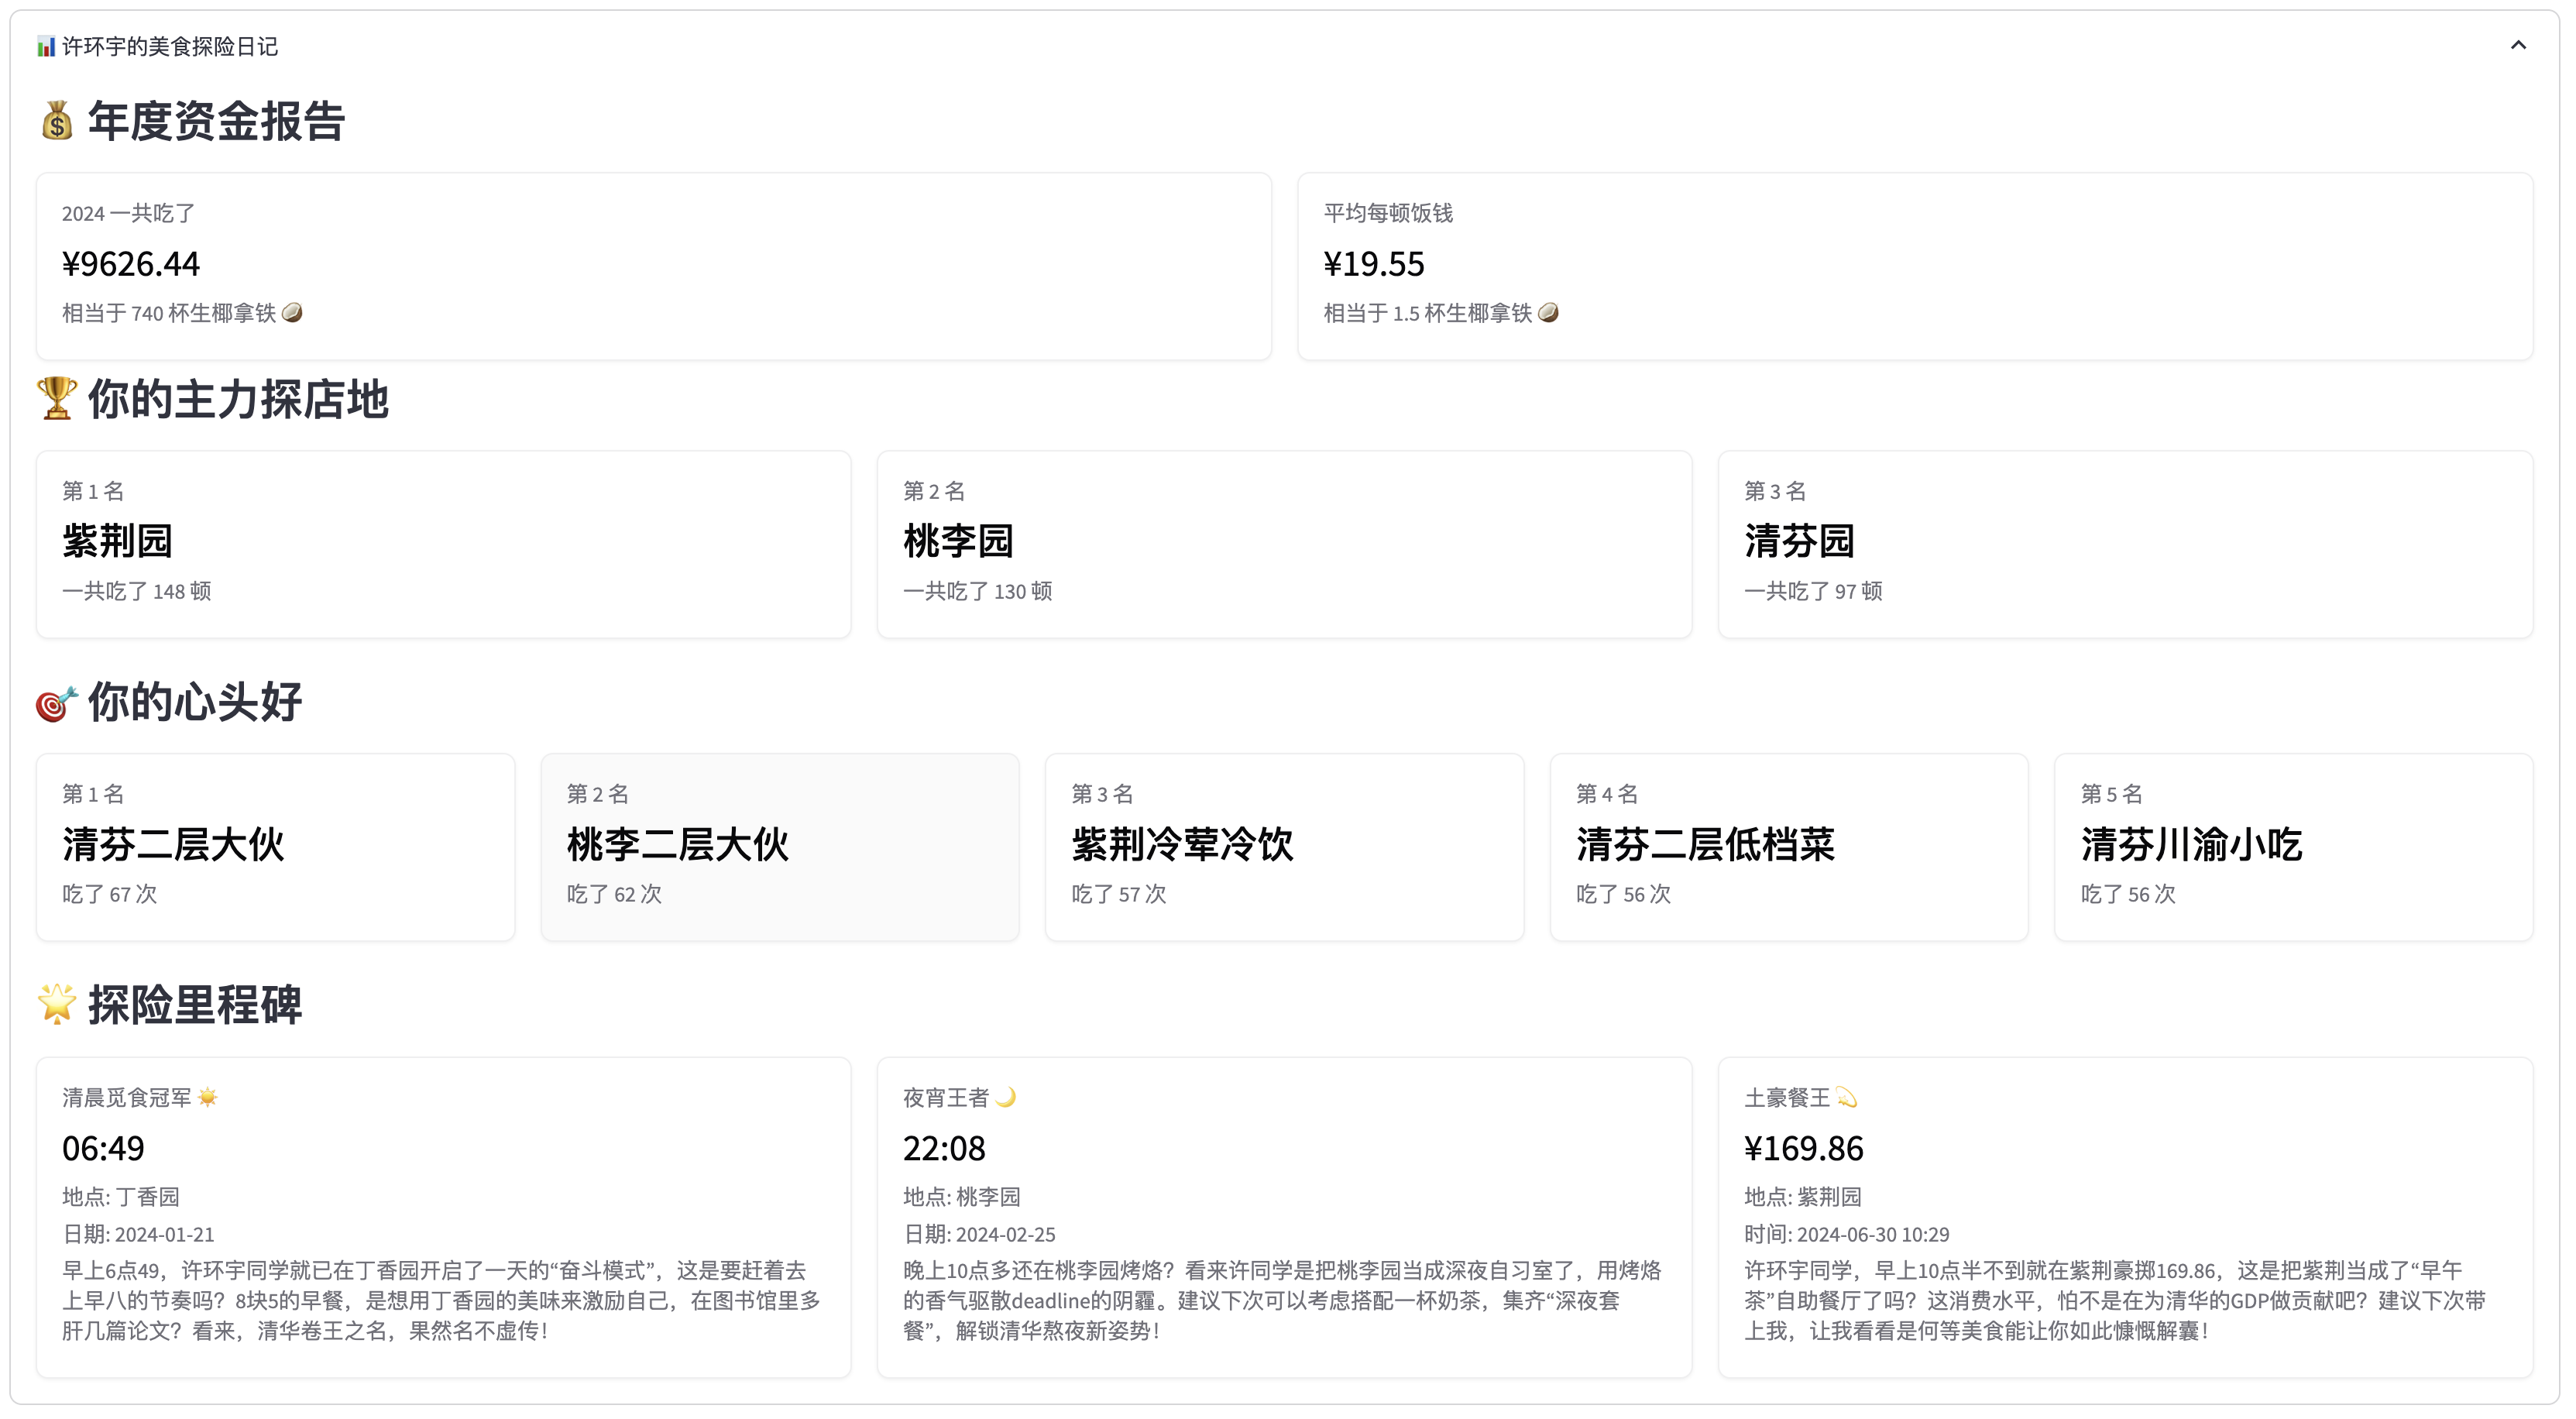 许环宇的美食探险日记
年度资金报告
2024 一共吃了
¥9626.44
相当于 740 杯生椰拿铁
平均每顿饭钱
¥19.55
相当于 1.5 杯生椰拿铁
你的主力探店地
第 1 名
紫荆园
一共吃了 148 顿
第 2 名
桃李园
一共吃了 130 顿
第 3 名
清芬园
一共吃了 97 顿
你的心头好
第 1 名
清芬二层大伙
吃了 67 次
第 2 名
桃李二层大伙
吃了 62 次
第 3 名
紫荆冷荤冷饮
吃了 57 次
第 4 名
清芬二层低档菜
吃了 56 次
第 5 名
清芬川渝小吃
吃了 56 次
探险里程碑
清晨觅食冠军
06:49
地点: 丁香园
日期: 2024-01-21
早上6点49，许环宇同学就已在丁香园开启了一天的“奋斗模式”，这是要赶着去
上早八的节奏吗？8块5的早餐，是想用丁香园的美味来激励自己，在图书馆里多
肝几篇论文？看来，清华卷王之名，果然名不虚传！
夜宵王者
22:08
地点: 桃李园
日期: 2024-02-25
晚上10点多还在桃李园烤烙？看来许同学是把桃李园当成深夜自习室了，用烤烙
的香气驱散deadline的阴霾。建议下次可以考虑搭配一杯奶茶，集齐“深夜套
餐”，解锁清华熬夜新姿势！
土豪餐王
¥169.86
地点: 紫荆园
时间: 2024-06-30 10:29
许环宇同学，早上10点半不到就在紫荆豪掷169.86，这是把紫荆当成了“早午
茶”自助餐厅了吗？这消费水平，怕不是在为清华的GDP做贡献吧？建议下次带
上我，让我看看是何等美食能让你如此慷慨解囊！